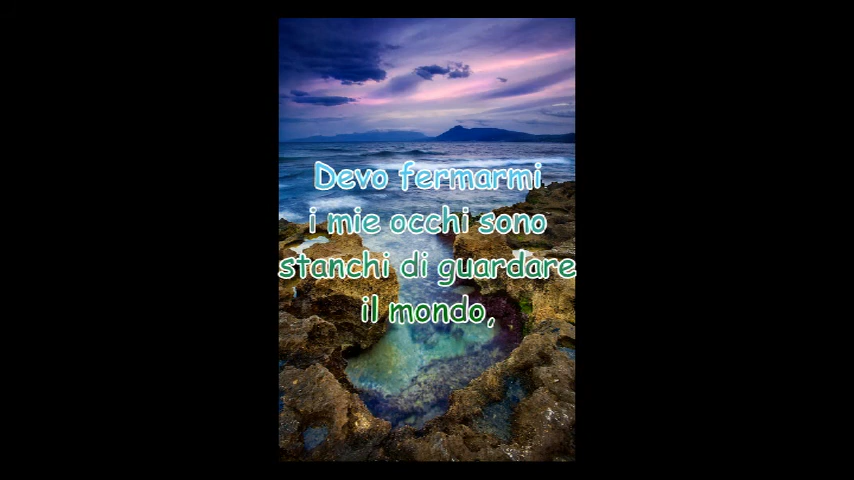 Devo fermarmi
i mie occhi sono
stanchi di guardare
il mondo,